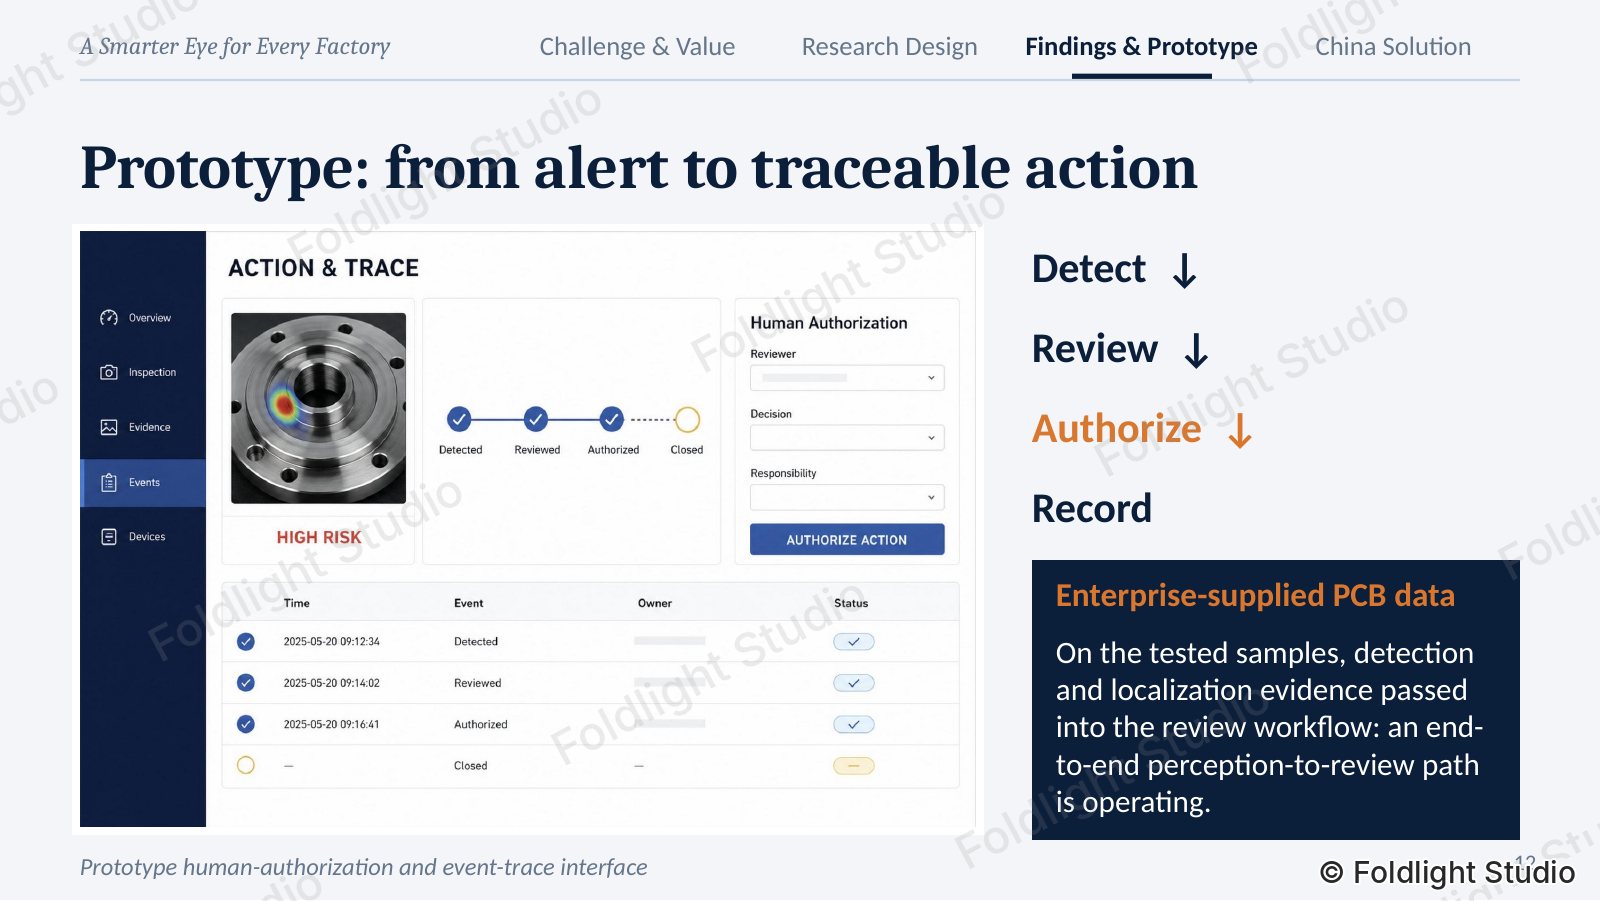 A Smarter Eye for Every Factory
Challenge & Value
Research Design
Findings & Prototype
China Solution
Prototype: from alert to traceable action
ACTION & TRACE
Overview
Inspection
Evidence
Events
Devices
HIGH RISK
Detected
Reviewed
Authorized
Closed
Human Authorization
Reviewer
Decision
Responsibility
AUTHORIZE ACTION
Time Event Owner Status
2025-05-20 09:12:34 Detected
2025-05-20 09:14:02 Reviewed
2025-05-20 09:16:41 Authorized
— Closed — —
Detect ↓
Review ↓
Authorize ↓
Record
Enterprise-supplied PCB data
On the tested samples, detection
and localization evidence passed
into the review workflow: an end-
to-end perception-to-review path
is operating.
Prototype human-authorization and event-trace interface
12
© Foldlight Studio
Foldlight Studio